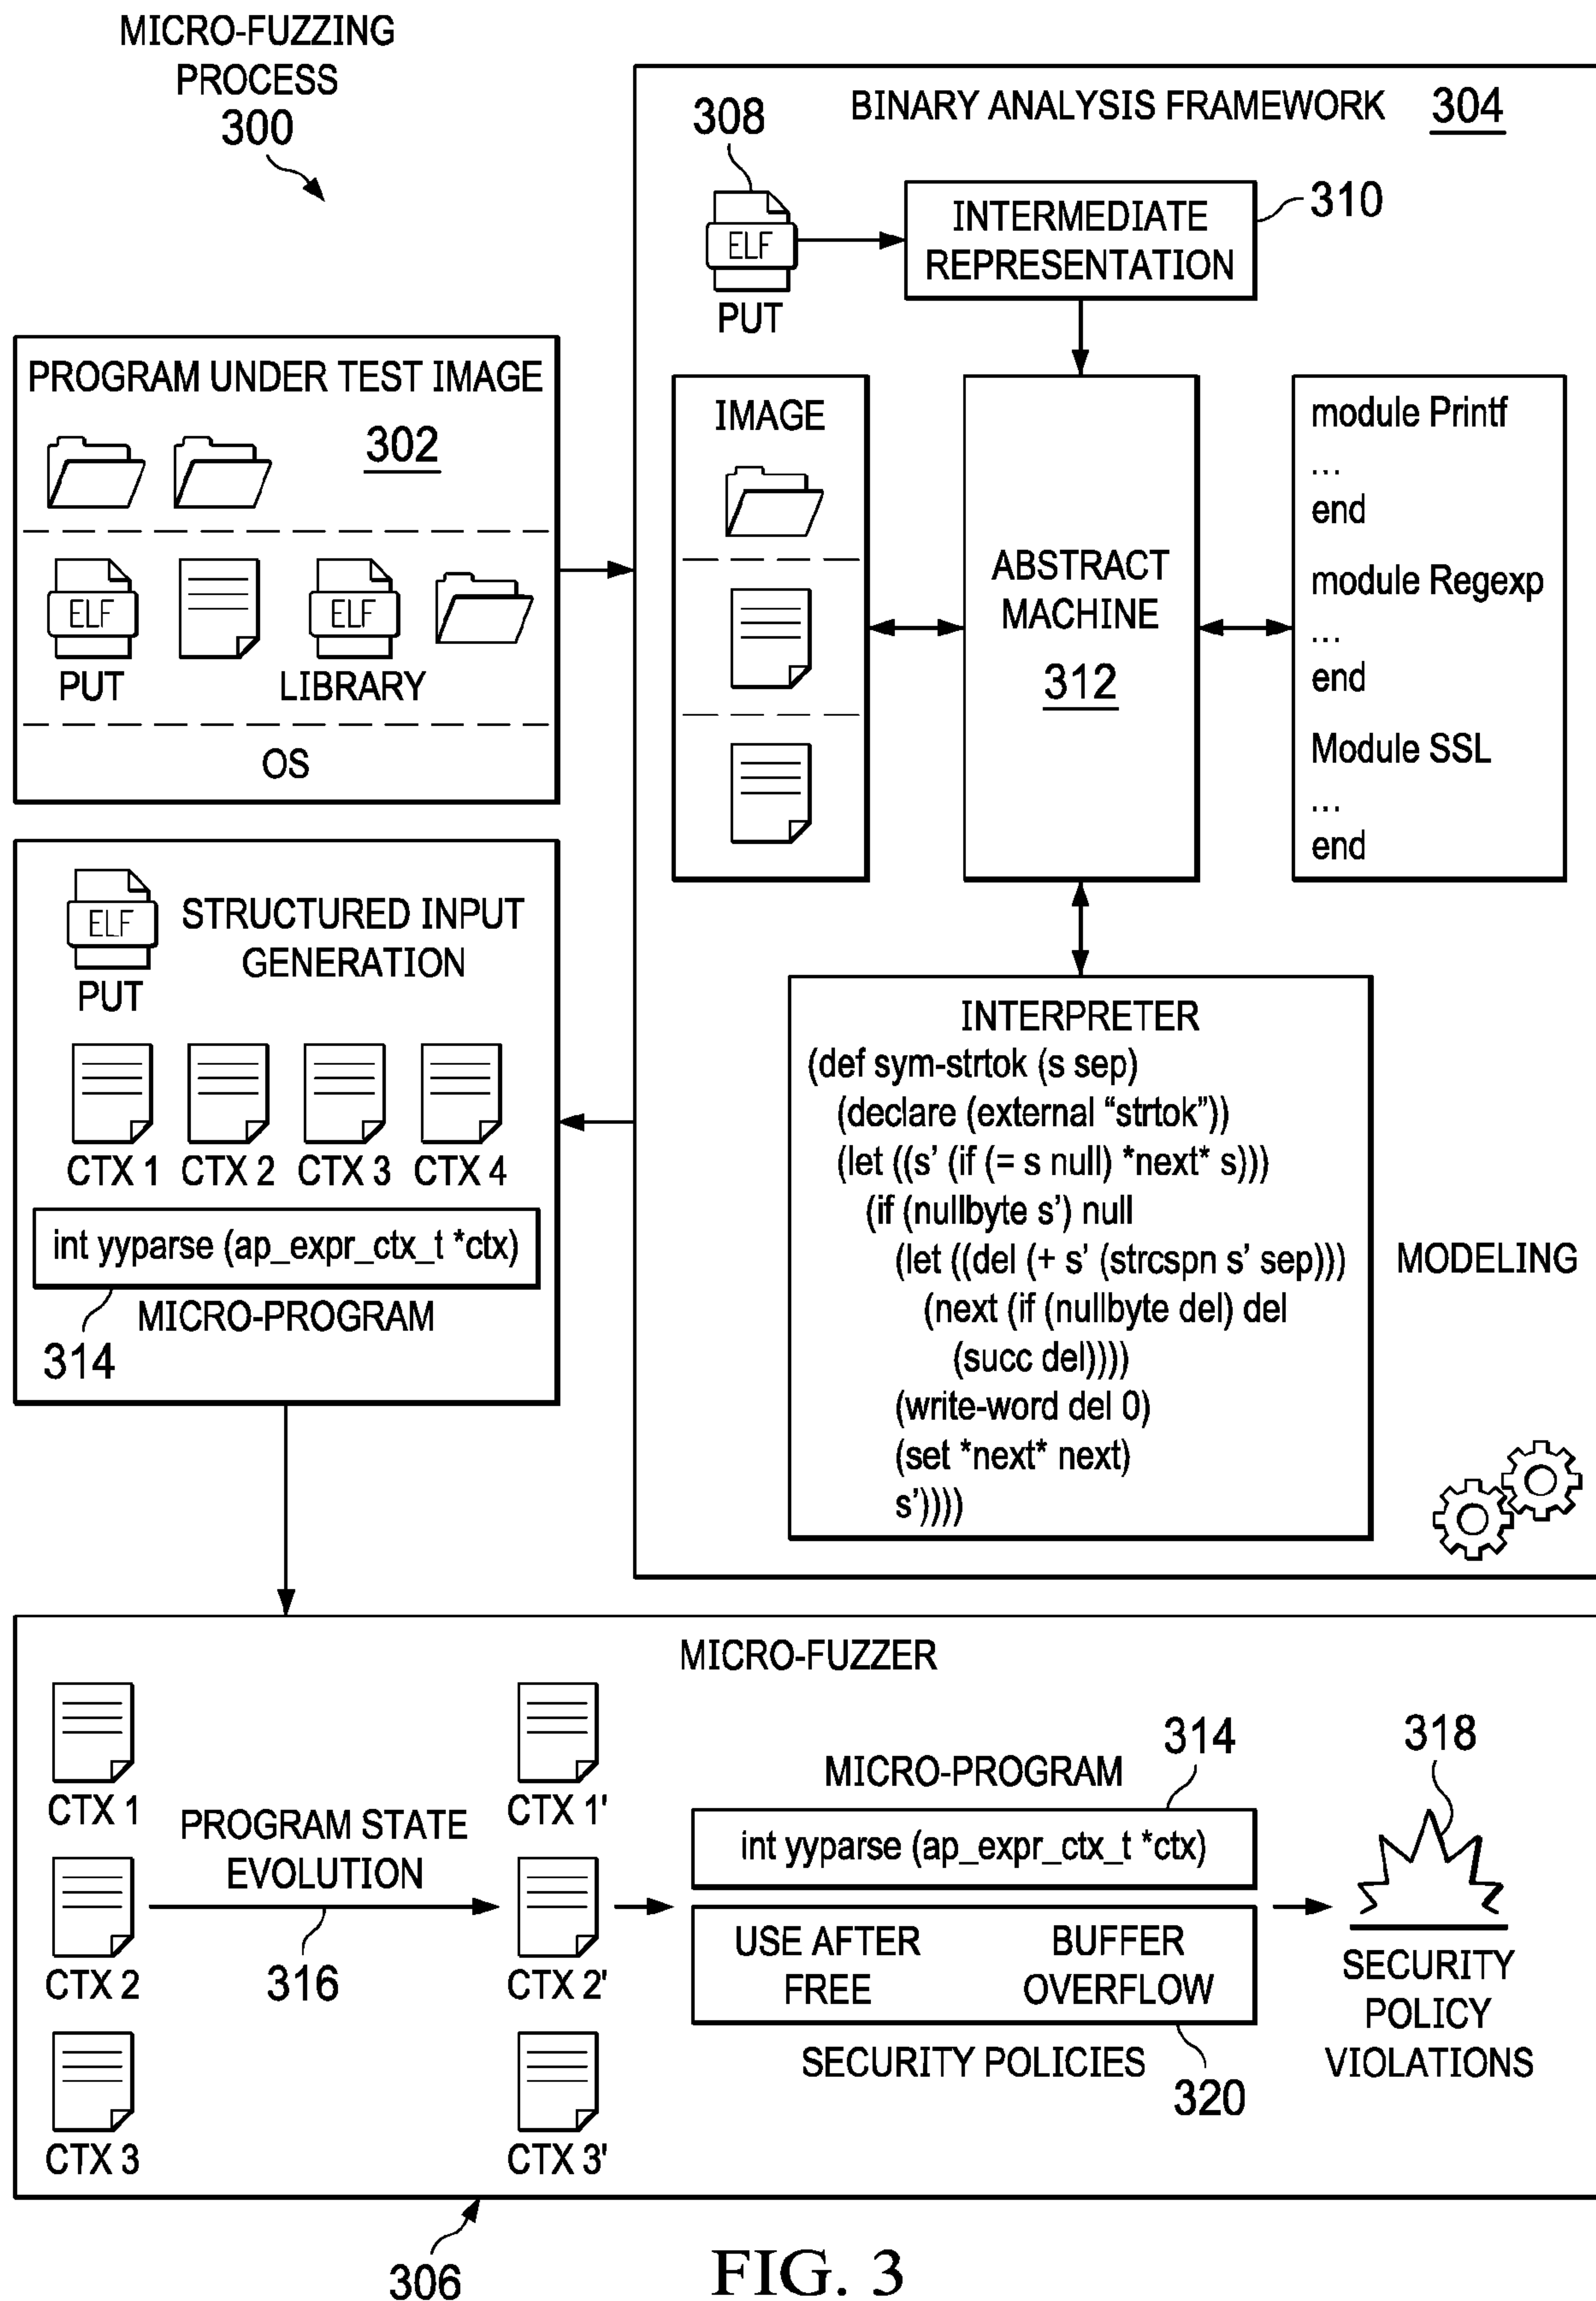 MICRO-FUZZING
PROCESS
300
BINARY ANALYSIS FRAMEWORK 304
308
ELF
PUT
INTERMEDIATE
REPRESENTATION
310
PROGRAM UNDER TEST IMAGE
302
ELF
PUT
ELF
LIBRARY
OS
IMAGE
ABSTRACT
MACHINE
312
module Printf
...
end
module Regexp
...
end
Module SSL
...
end
ELF
PUT
STRUCTURED INPUT
GENERATION
CTX 1 CTX 2 CTX 3 CTX 4
int yyparse (ap_expr_ctx_t *ctx)
MICRO-PROGRAM
314
INTERPRETER
(def sym-strtok (s sep)
(declare (external “strtok”))
(let ((s’ (if (= s null) *next* s)))
(if (nullbyte s’) null
(let ((del (+ s’ (strcspn s’ sep)))
(next (if (nullbyte del) del
(succ del))))
(write-word del 0)
(set *next* next)
s’))))
MODELING
MICRO-FUZZER
CTX 1
CTX 2
CTX 3
PROGRAM STATE
EVOLUTION
316
CTX 1'
CTX 2'
CTX 3'
MICRO-PROGRAM
314
int yyparse (ap_expr_ctx_t *ctx)
USE AFTER
FREE
BUFFER
OVERFLOW
SECURITY POLICIES
320
318
SECURITY
POLICY
VIOLATIONS
306
FIG. 3